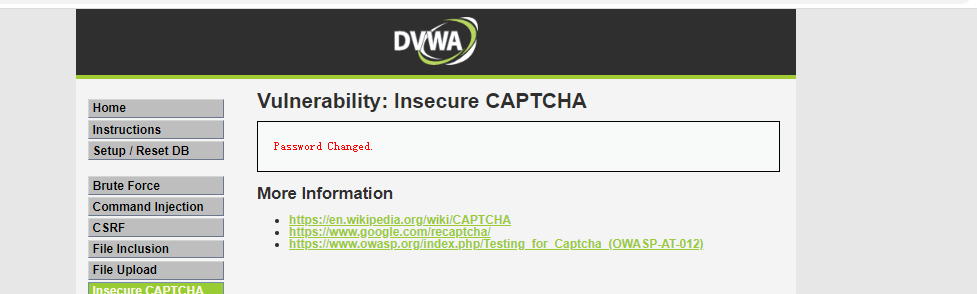 DVWA
Home
Instructions
Setup / Reset DB
Brute Force
Command Injection
CSRF
File Inclusion
File Upload
Insecure CAPTCHA
Vulnerability: Insecure CAPTCHA
Password Changed.
More Information
https://en.wikipedia.org/wiki/CAPTCHA
https://www.google.com/recaptcha/
https://www.owasp.org/index.php/Testing_for_Captcha_(OWASP-AT-012)